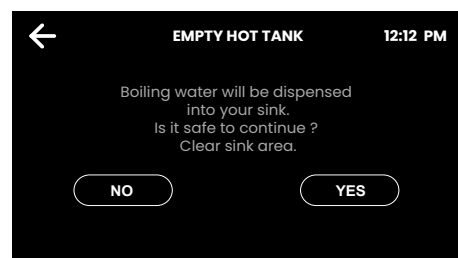 EMPTY HOT TANK 12:12 PM
Boiling water will be dispensed
into your sink.
Is it safe to continue ?
Clear sink area.
NO YES